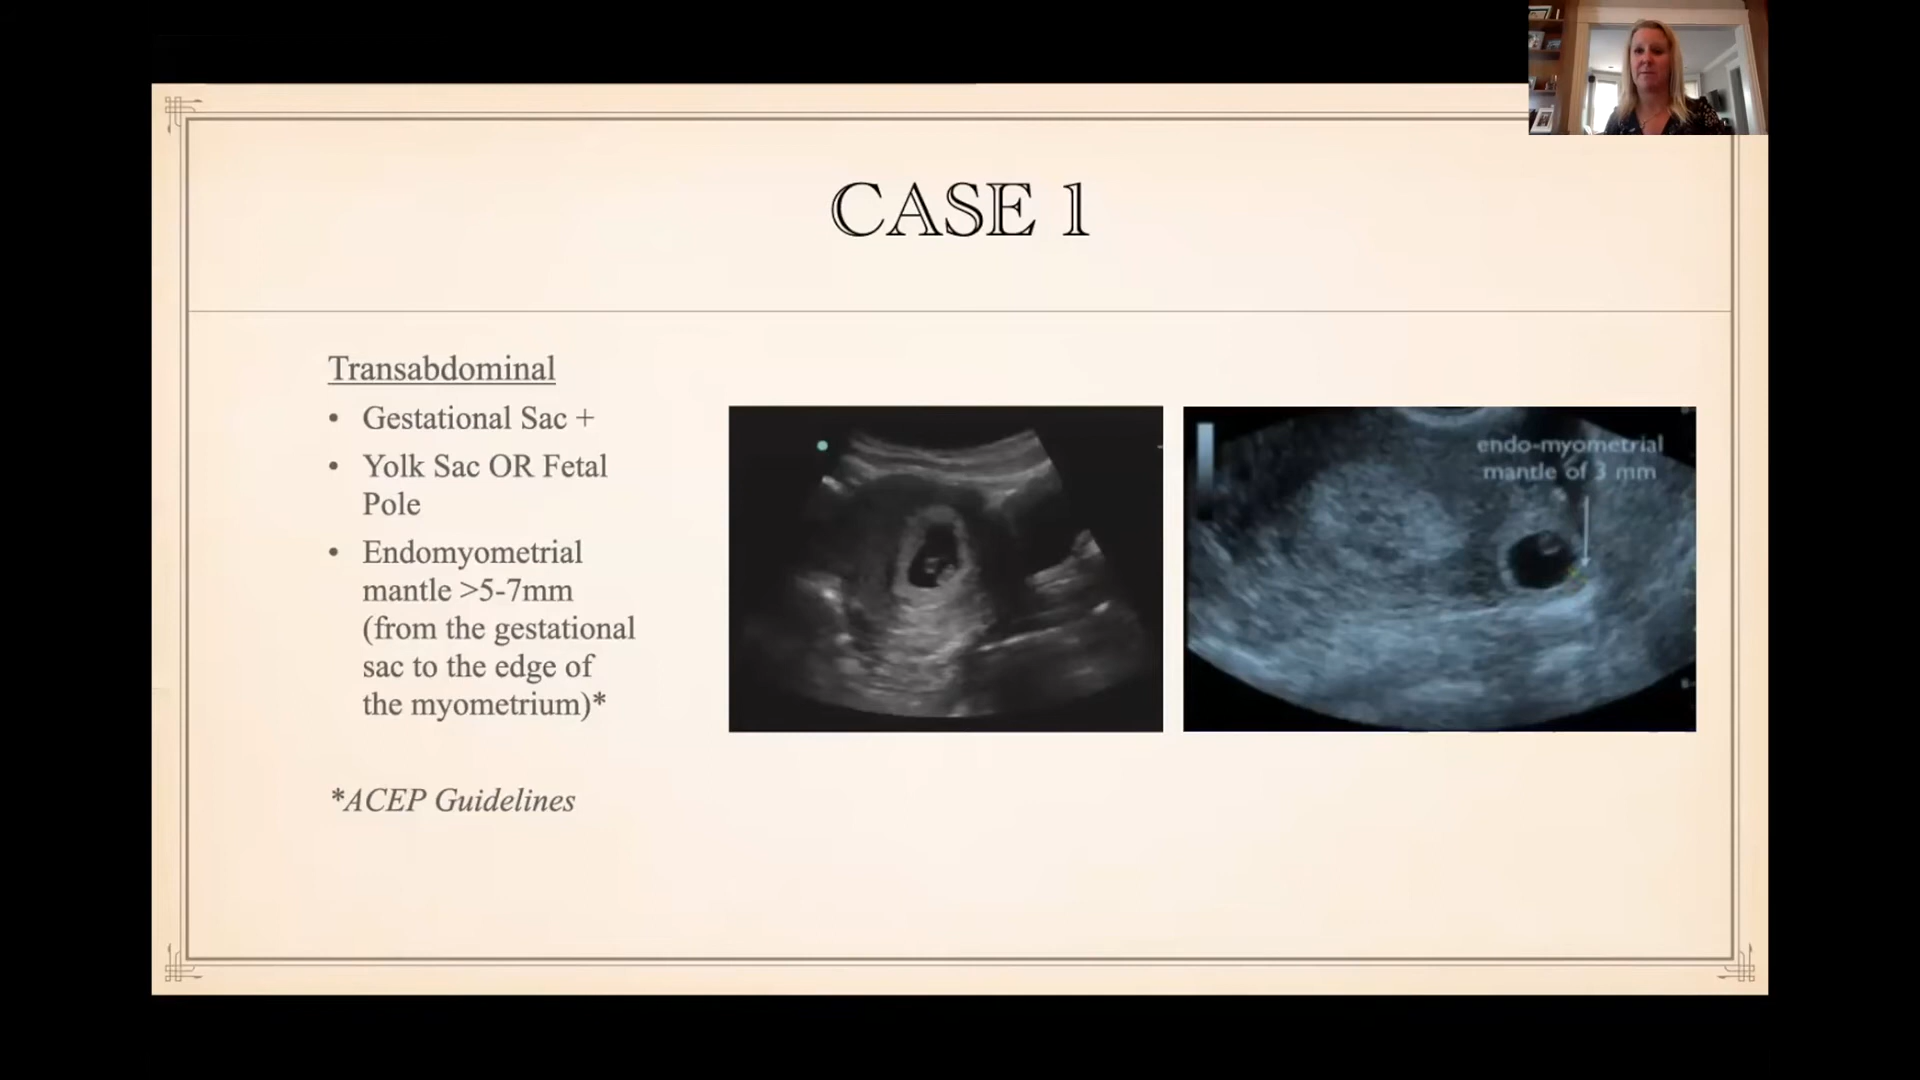 CASE 1
Transabdominal
• Gestational Sac +
• Yolk Sac OR Fetal
Pole
• Endomyometrial
mantle >5-7mm
(from the gestational
sac to the edge of
the myometrium)*
*ACEP Guidelines
endo-myometrial
mantle of 3 mm